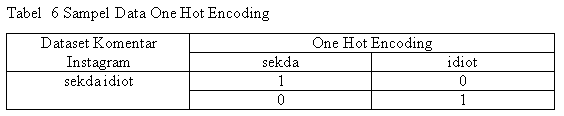 Tabel 6 Sampel Data One Hot Encoding
Dataset Komentar Instagram
One Hot Encoding
sekda
idiot
sekda idiot
1
0
0
1